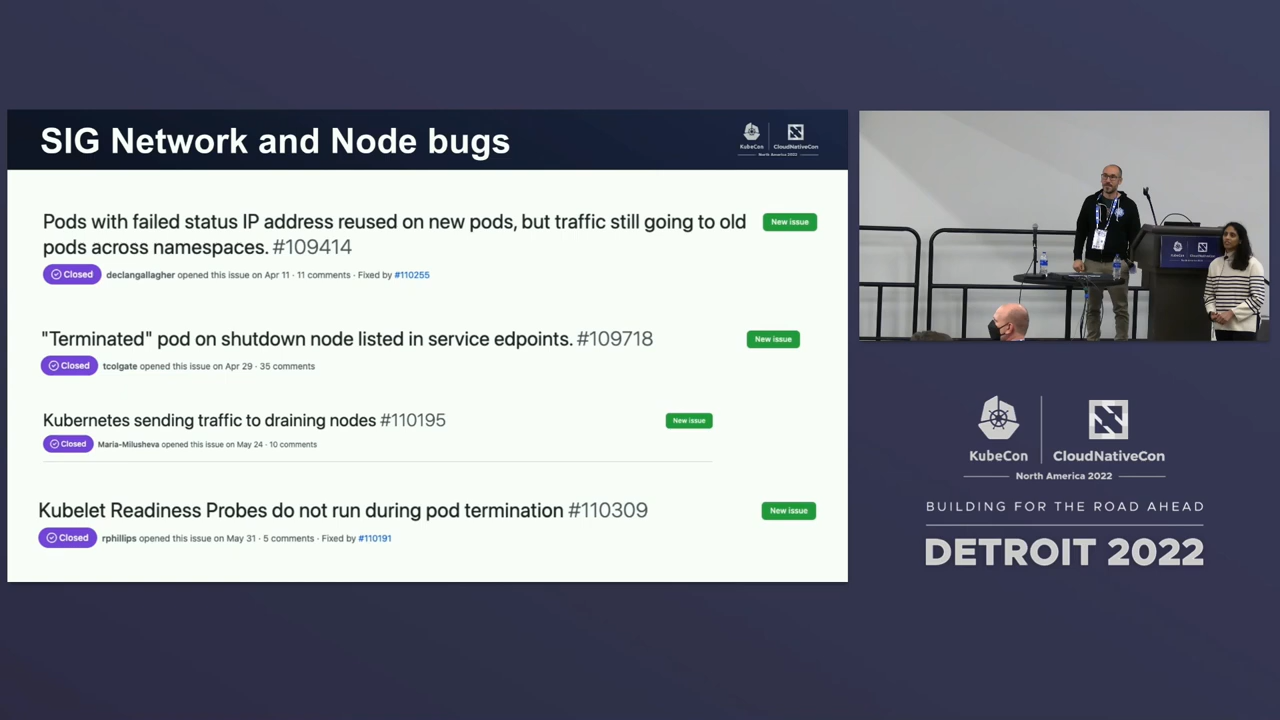 SIG Network and Node bugs
KubeCon
CloudNativeCon
North America 2022
Pods with failed status IP address reused on new pods, but traffic still going to old
pods across namespaces. #109414
New issue
Closed
declangallagher opened this issue on Apr 11 · 11 comments · Fixed by #110255
"Terminated" pod on shutdown node listed in service edpoints. #109718
New issue
Closed
tcolgate opened this issue on Apr 29 · 35 comments
Kubernetes sending traffic to draining nodes #110195
New issue
Closed
Maria-Milusheva opened this issue on May 24 · 10 comments
Kubelet Readiness Probes do not run during pod termination #110309
New issue
Closed
rphillips opened this issue on May 31 · 5 comments · Fixed by #110191
KubeCon
CloudNativeCon
North America 2022
BUILDING FOR THE ROAD AHEAD
DETROIT 2022